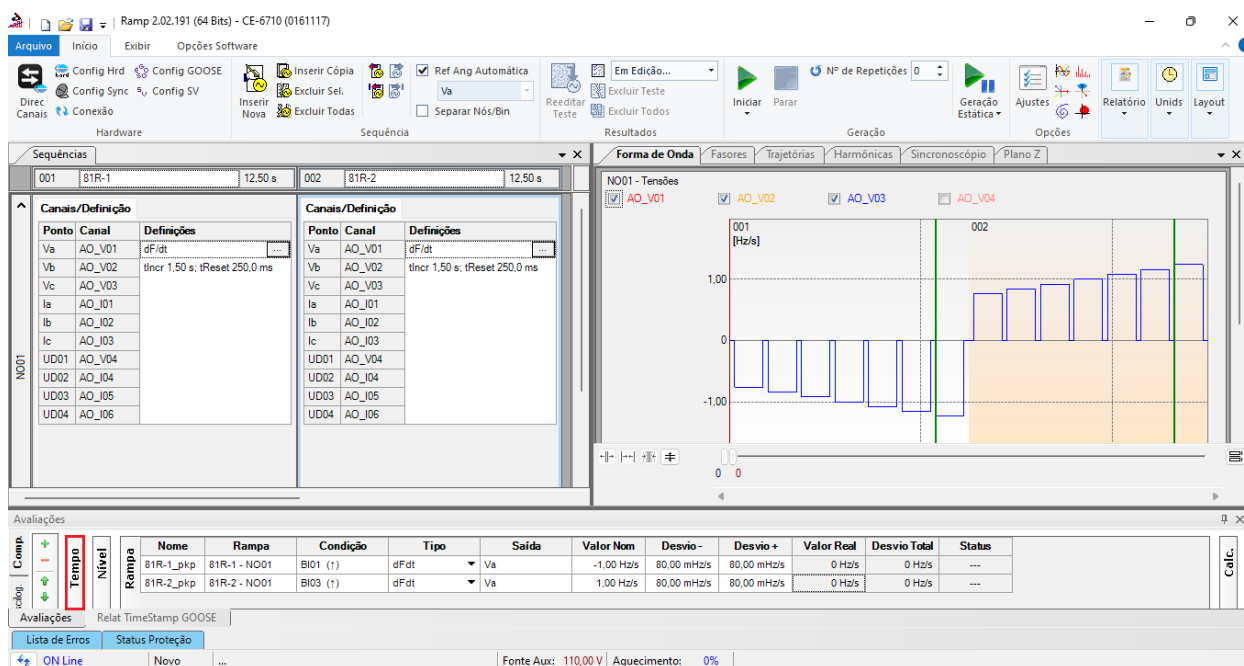 Ramp 2.02.191 (64 Bits) - CE-6710 (0161117)
Arquivo Início Exibir Opções Software
Direc Canais
Config Hrd Config GOOSE
Config Sync Config SV
Conexão
Hardware
Inserir Nova
Inserir Cópia
Excluir Sel.
Excluir Todas
Ref Ang Automática
Va
Separar Nós/Bin
Sequência
Reeditar Teste
Em Edição...
Excluir Teste
Excluir Todos
Resultados
Iniciar Parar
Nº de Repetições 0
Geração Estática
Geração
Ajustes
Opções
Relatório Unids Layout
Sequências
001 81R-1 12,50 s 002 81R-2 12,50 s
NO01
Canais/Definição
Ponto Canal Definições
Va AO_V01 dF/dt ...
Vb AO_V02 tIncr 1,50 s; tReset 250,0 ms
Vc AO_V03
Ia AO_I01
Ib AO_I02
Ic AO_I03
UD01 AO_V04
UD02 AO_I04
UD03 AO_I05
UD04 AO_I06
Canais/Definição
Ponto Canal Definições
Va AO_V01 dF/dt ...
Vb AO_V02 tIncr 1,50 s; tReset 250,0 ms
Vc AO_V03
Ia AO_I01
Ib AO_I02
Ic AO_I03
UD01 AO_V04
UD02 AO_I04
UD03 AO_I05
UD04 AO_I06
Forma de Onda Fasores Trajetórias Harmônicas Sincronoscópio Plano Z
NO01 - Tensões
AO_V01 AO_V02 AO_V03 AO_V04
001 002
[Hz/s]
1,00
0
-1,00
0 0
Avaliações
Comp.
Tempo
Nível
Rampa
Nome Rampa Condição Tipo Saída Valor Nom Desvio - Desvio + Valor Real Desvio Total Status
81R-1_pkp 81R-1 - NO01 BI01 (↑) dFdt Va -1,00 Hz/s 80,00 mHz/s 80,00 mHz/s 0 Hz/s 0 Hz/s ---
81R-2_pkp 81R-2 - NO01 BI03 (↑) dFdt Va 1,00 Hz/s 80,00 mHz/s 80,00 mHz/s 0 Hz/s 0 Hz/s ---
Calc.
Avaliações Relat TimeStamp GOOSE
Lista de Erros Status Proteção
ON Line Novo ... Fonte Aux: 110,00 V Aquecimento: 0%